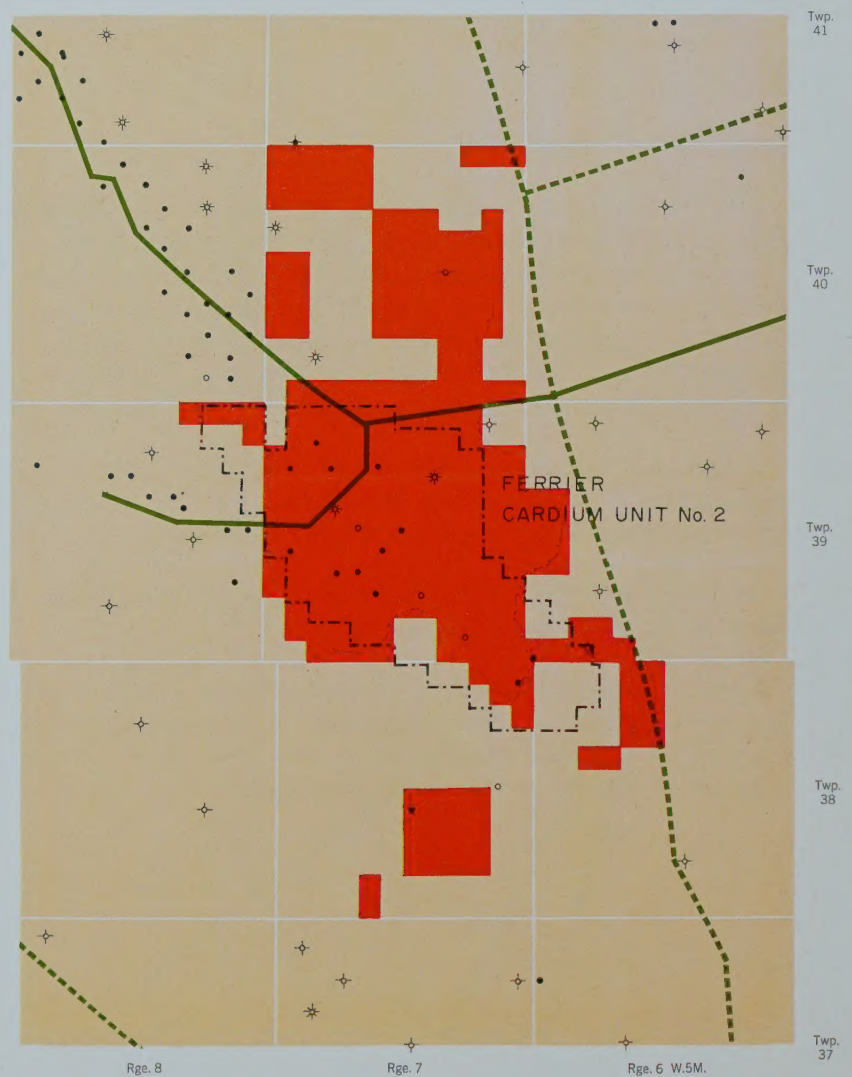 Twp.
41
Twp.
40
FERRIER
CARDIUM UNIT No. 2
Twp.
39
Twp.
38
Twp.
37
Rge. 8
Rge. 7
Rge. 6 W.5M.